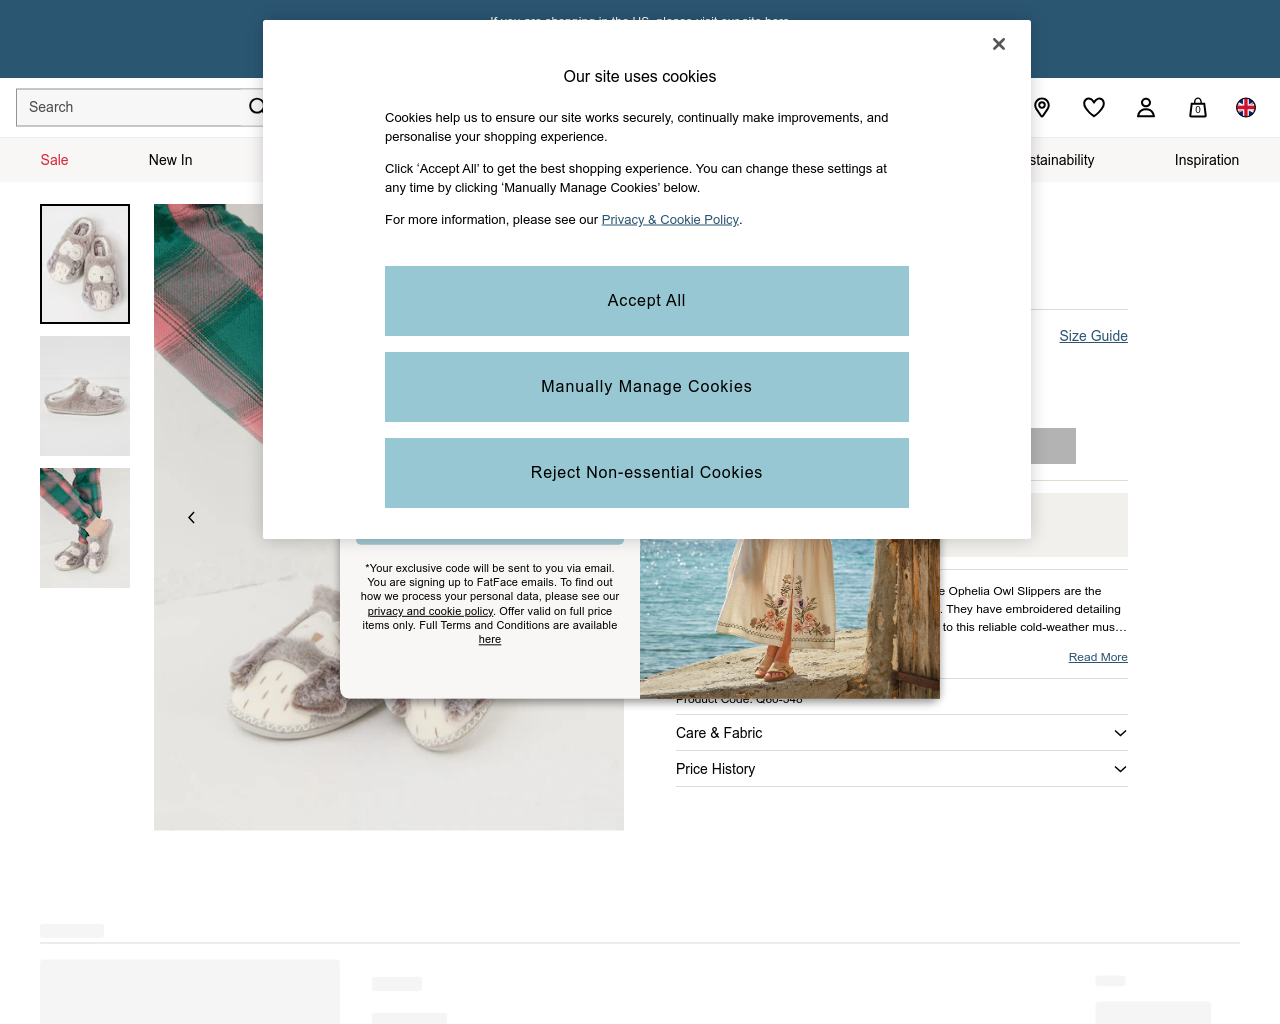 If you are shopping in the US, please visit our site here
Our site uses cookies
Cookies help us to ensure our site works securely, continually make improvements, and
personalise your shopping experience.
Click ‘Accept All’ to get the best shopping experience. You can change these settings at
any time by clicking ‘Manually Manage Cookies’ below.
For more information, please see our Privacy & Cookie Policy.
Accept All
Manually Manage Cookies
Reject Non-essential Cookies
Search
0
Sale
New In
stainability
Inspiration
Size Guide
*Your exclusive code will be sent to you via email.
You are signing up to FatFace emails. To find out
how we process your personal data, please see our
privacy and cookie policy. Offer valid on full price
items only. Full Terms and Conditions are available
here
e Ophelia Owl Slippers are the
. They have embroidered detailing
to this reliable cold-weather mus…
Read More
Product Code: Q60-548
Care & Fabric
Price History